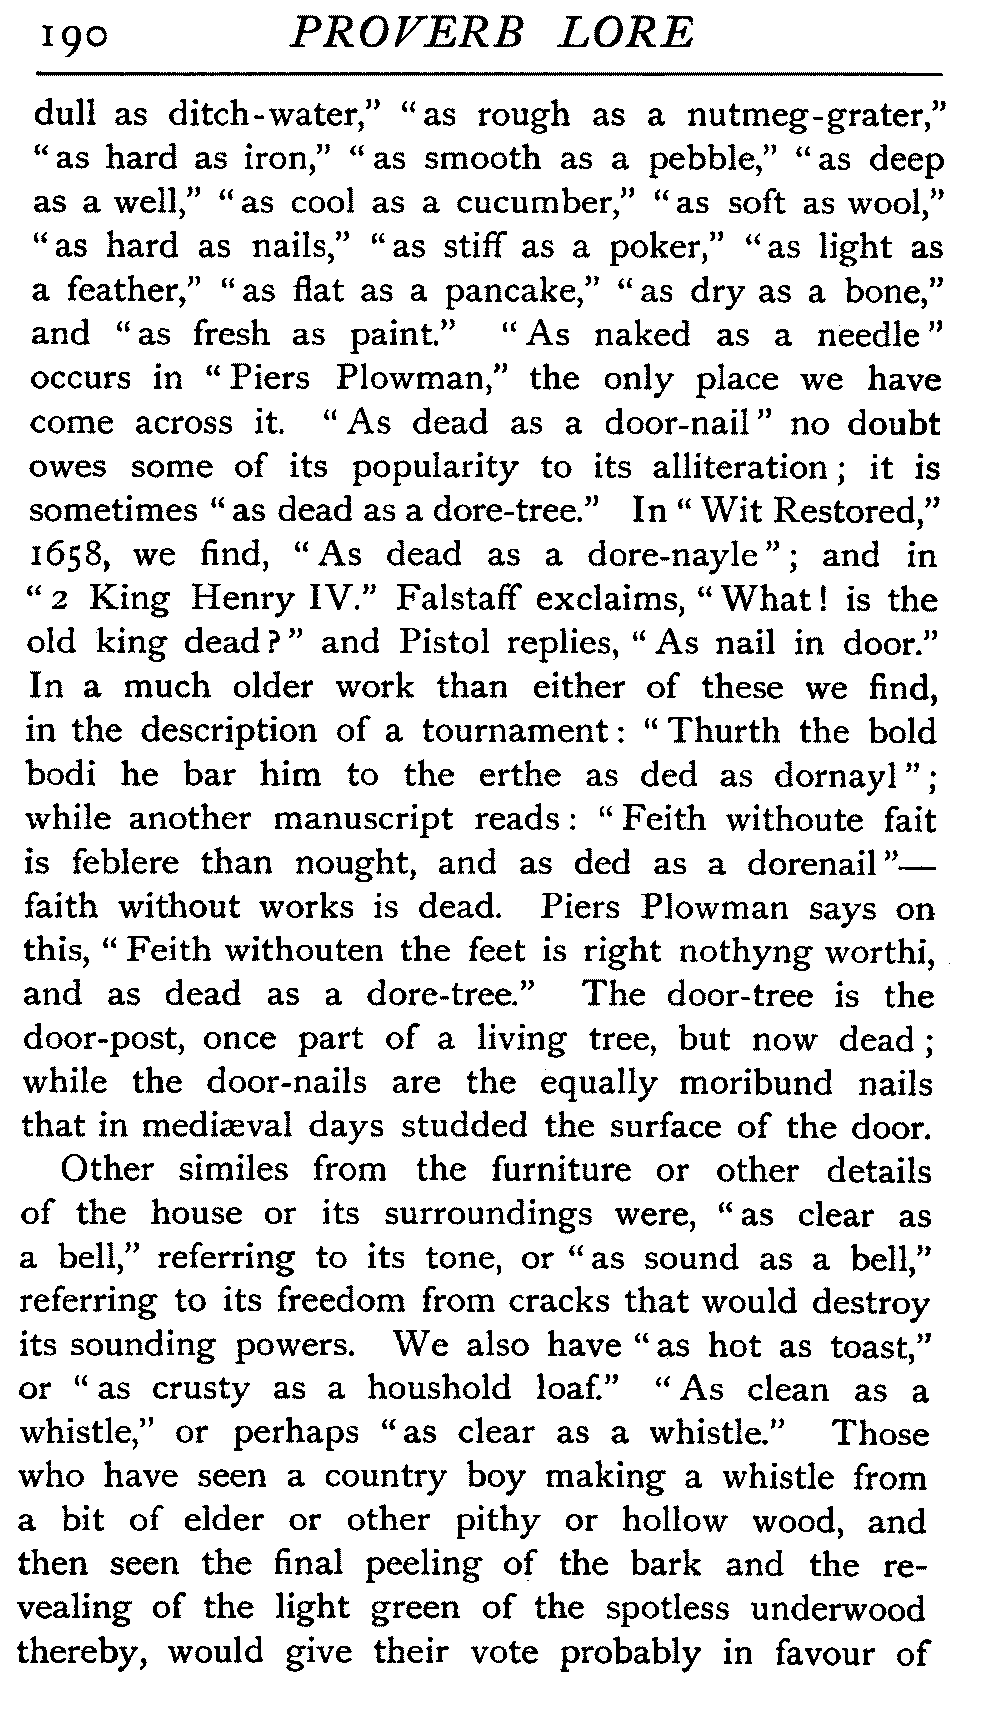 190 PROVERB LORE
dull as ditch-water,” “as rough as a nutmeg-grater,”
“as hard as iron,” “as smooth as a pebble,” “as deep
as a well,” “as cool as a cucumber,” “as soft as wool,”
“as hard as nails,” “as stiff as a poker,” “as light as
a feather,” “as flat as a pancake,” “as dry as a bone,”
and “as fresh as paint.” “As naked as a needle”
occurs in “Piers Plowman,” the only place we have
come across it. “As dead as a door-nail” no doubt
owes some of its popularity to its alliteration; it is
sometimes “as dead as a dore-tree.” In “Wit Restored,”
1658, we find, “As dead as a dore-nayle”; and in
“2 King Henry IV.” Falstaff exclaims, “What! is the
old king dead?” and Pistol replies, “As nail in door.”
In a much older work than either of these we find,
in the description of a tournament: “Thurth the bold
bodi he bar him to the erthe as ded as dornayl”;
while another manuscript reads: “Feith withoute fait
is feblere than nought, and as ded as a dorenail”—
faith without works is dead. Piers Plowman says on
this, “Feith withouten the feet is right nothyng worthi,
and as dead as a dore-tree.” The door-tree is the
door-post, once part of a living tree, but now dead;
while the door-nails are the equally moribund nails
that in mediæval days studded the surface of the door.
Other similes from the furniture or other details
of the house or its surroundings were, “as clear as
a bell,” referring to its tone, or “as sound as a bell,”
referring to its freedom from cracks that would destroy
its sounding powers. We also have “as hot as toast,”
or “as crusty as a houshold loaf.” “As clean as a
whistle,” or perhaps “as clear as a whistle.” Those
who have seen a country boy making a whistle from
a bit of elder or other pithy or hollow wood, and
then seen the final peeling of the bark and the re-
vealing of the light green of the spotless underwood
thereby, would give their vote probably in favour of